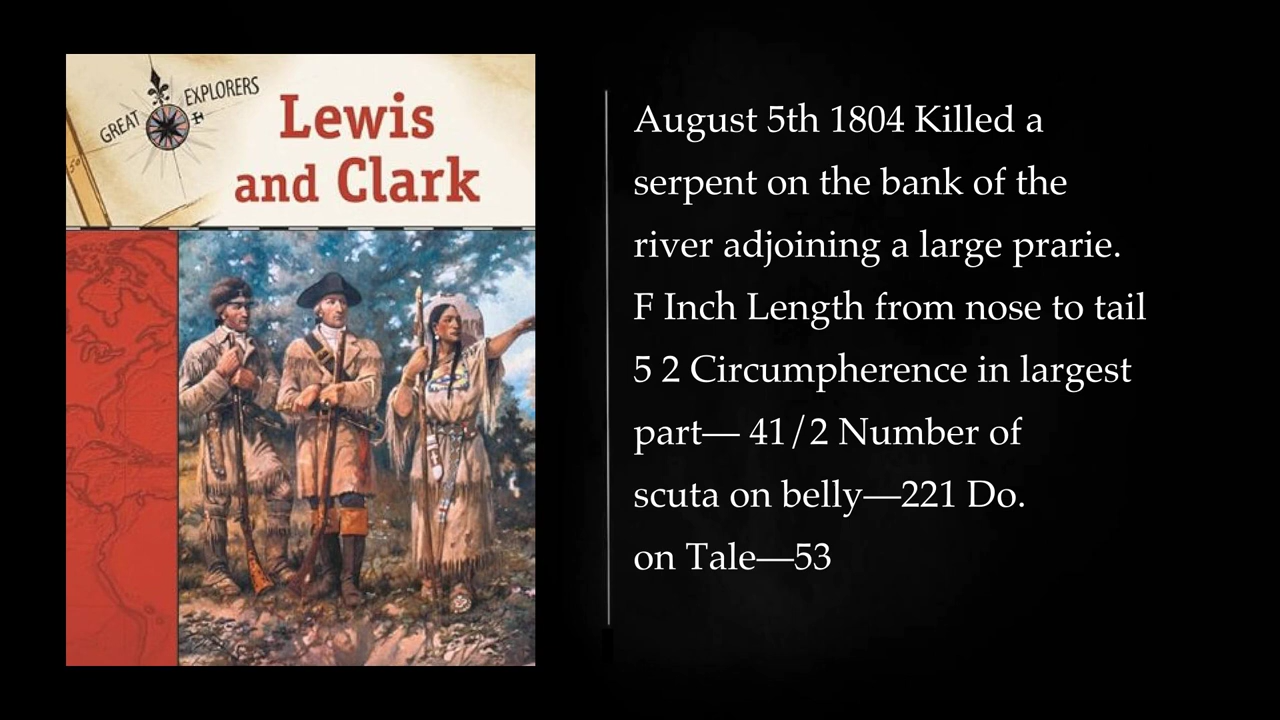 GREAT EXPLORERS
Lewis
and Clark
50
August 5th 1804 Killed a
serpent on the bank of the
river adjoining a large prarie.
F Inch Length from nose to tail
5 2 Circumpherence in largest
part— 41/2 Number of
scuta on belly—221 Do.
on Tale—53